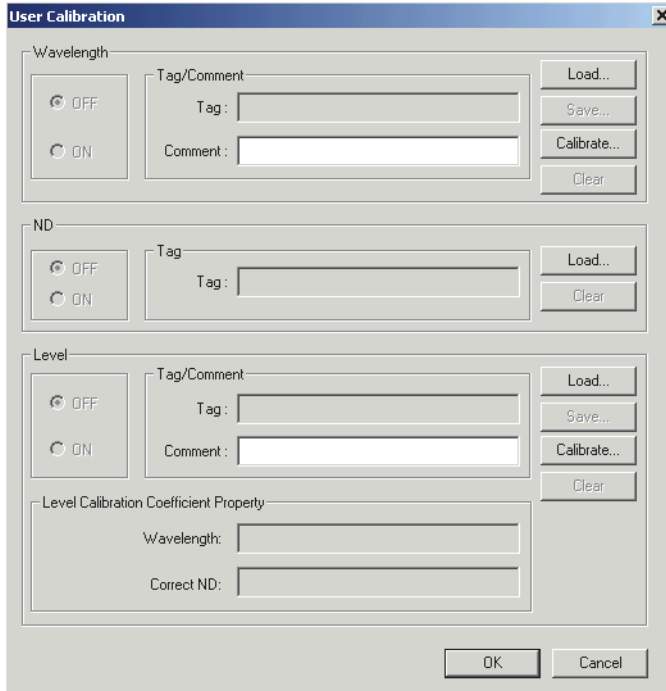 User Calibration
Wavelength
OFF
ON
Tag/Comment
Tag :
Comment :
Load...
Save...
Calibrate...
Clear
ND
OFF
ON
Tag
Tag :
Load...
Clear
Level
OFF
ON
Tag/Comment
Tag :
Comment :
Load...
Save...
Calibrate...
Clear
Level Calibration Coefficient Property
Wavelength:
Correct ND:
OK
Cancel